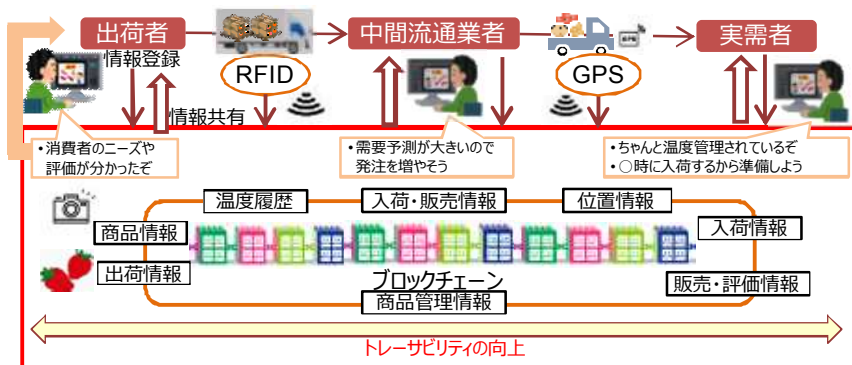 出荷者
中間流通業者
実需者
GPS
情報登録
RFID
GPS
情報共有
・消費者のニーズや
評価が分かったぞ
・需要予測が大きいので
発注を増やそう
・ちゃんと温度管理されているぞ
・○時に入荷するから準備しよう
温度履歴
入荷・販売情報
位置情報
商品情報
入荷情報
出荷情報
ブロックチェーン
販売・評価情報
商品管理情報
トレーサビリティの向上